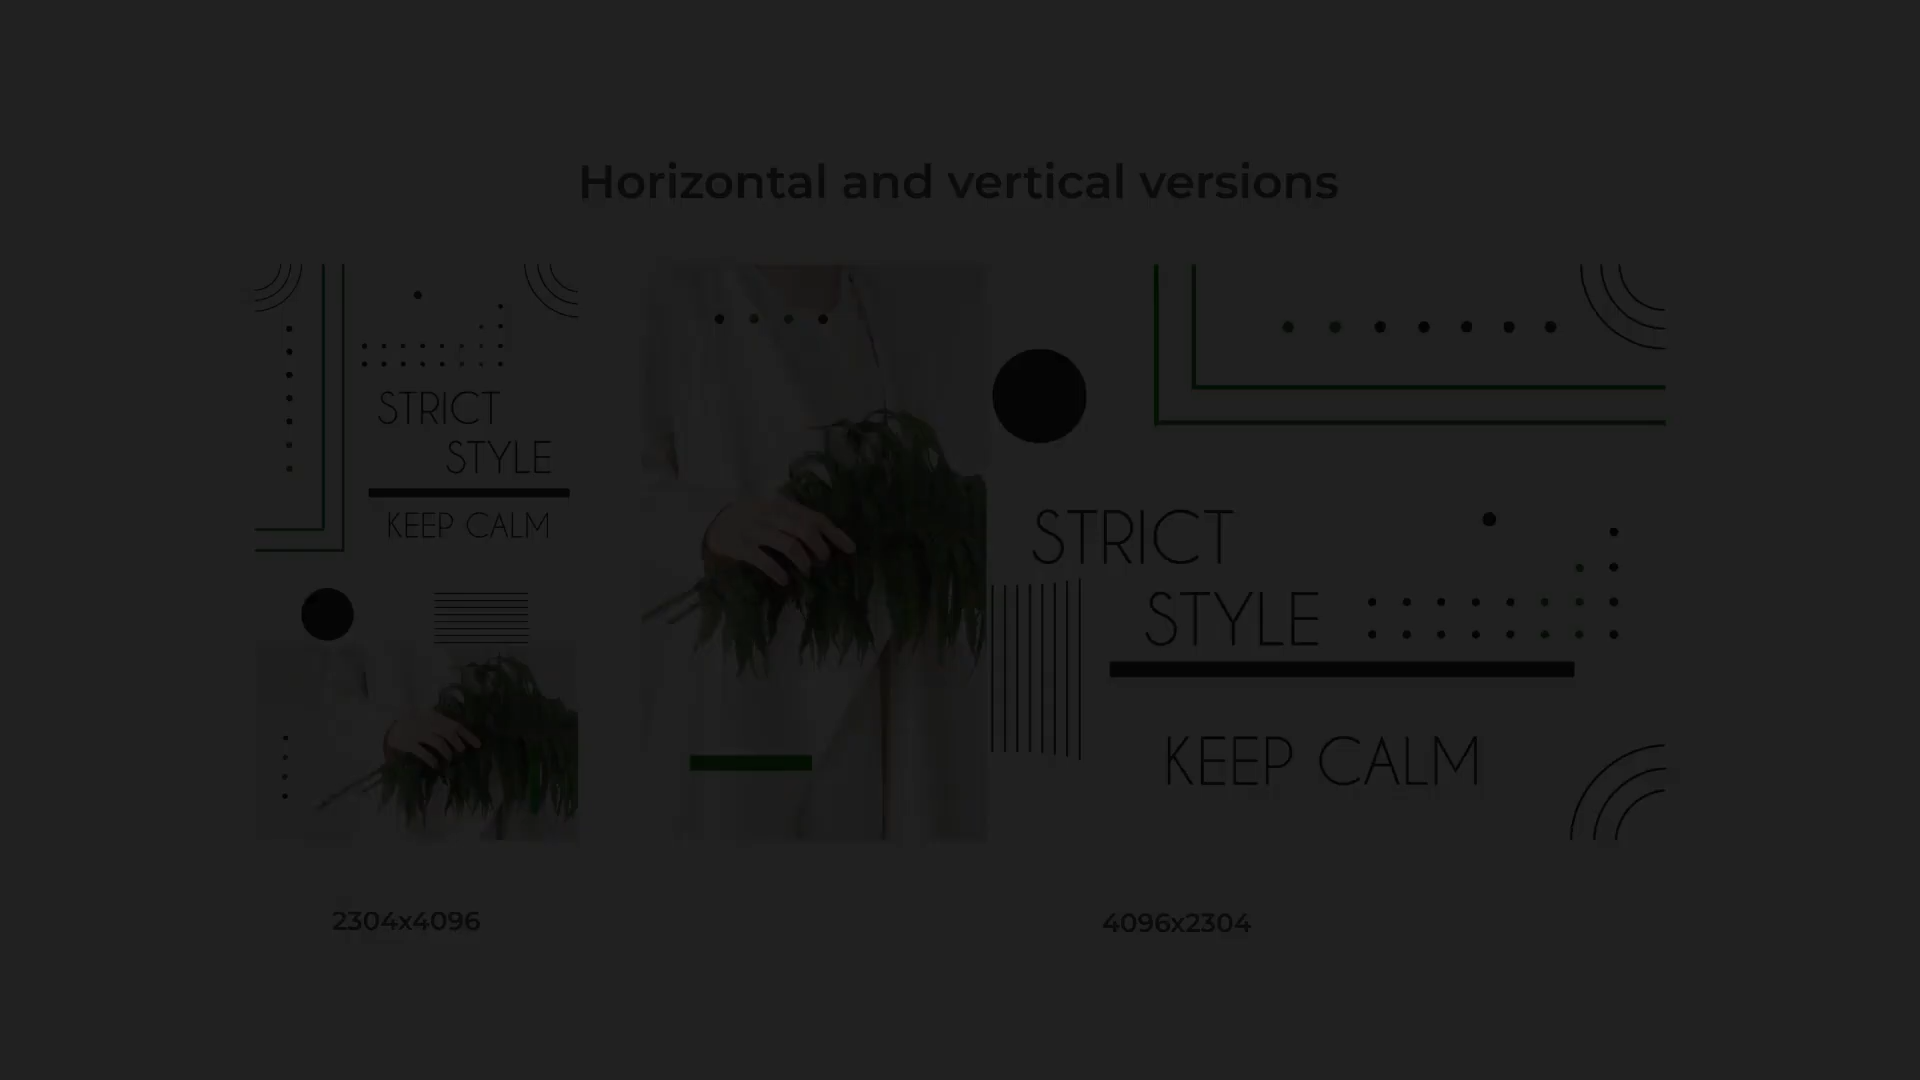 Horizontal and vertical versions
STRICT
STYLE
KEEP CALM
STRICT
STYLE
KEEP CALM
2304x4096
4096x2304